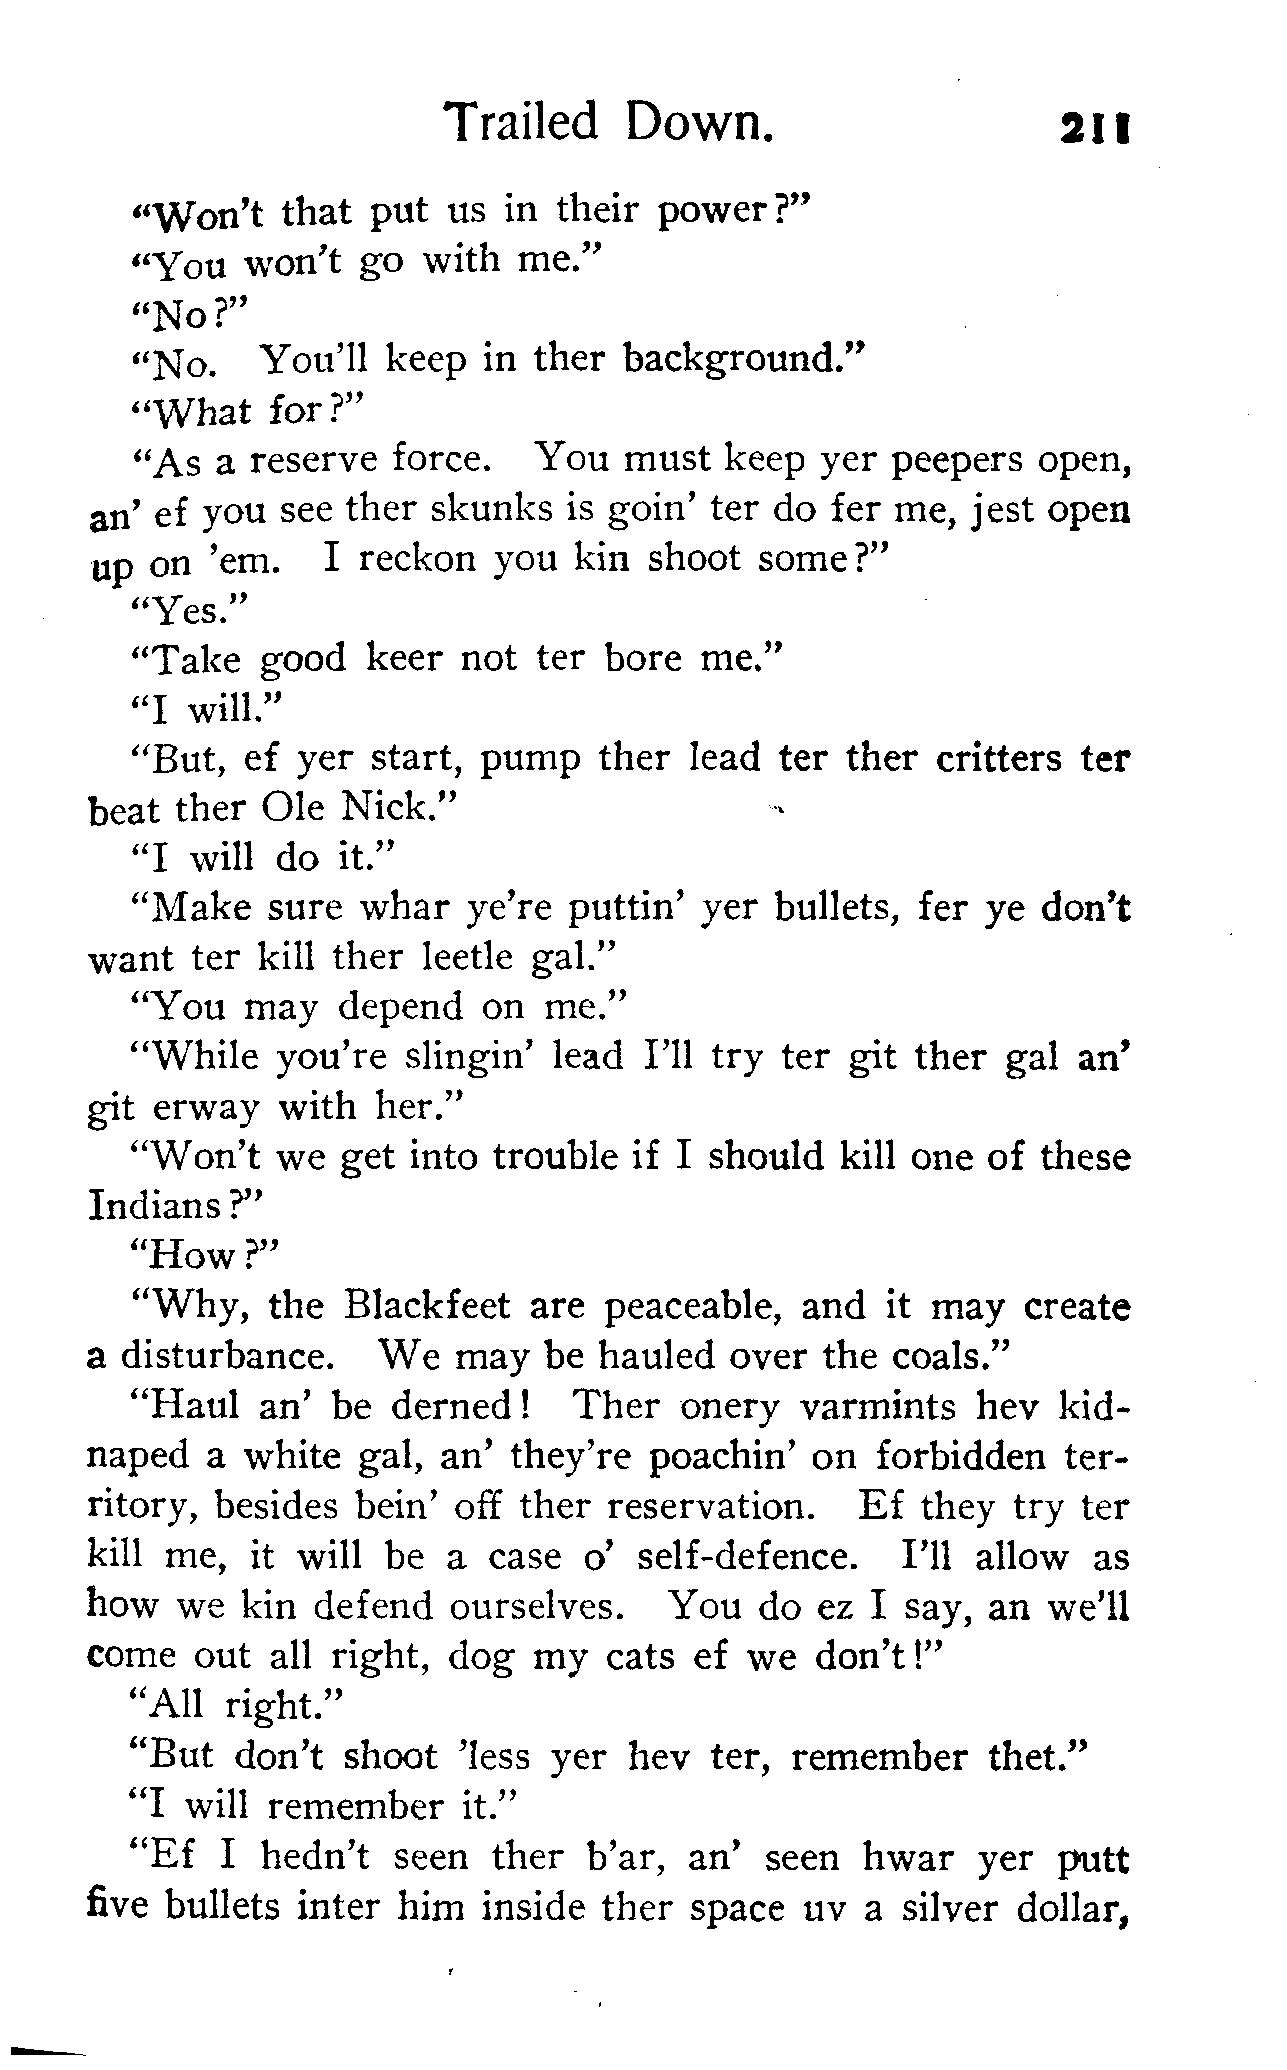 Trailed Down. 211
“Won’t that put us in their power?”
“You won’t go with me.”
“No?”
“No. You’ll keep in ther background.”
“What for?”
“As a reserve force. You must keep yer peepers open,
an’ ef you see ther skunks is goin’ ter do fer me, jest open
up on ’em. I reckon you kin shoot some?”
“Yes.”
“Take good keer not ter bore me.”
“I will.”
“But, ef yer start, pump ther lead ter ther critters ter
beat ther Ole Nick.”
“I will do it.”
“Make sure whar ye’re puttin’ yer bullets, fer ye don’t
want ter kill ther leetle gal.”
“You may depend on me.”
“While you’re slingin’ lead I’ll try ter git ther gal an’
git erway with her.”
“Won’t we get into trouble if I should kill one of these
Indians?”
“How?”
“Why, the Blackfeet are peaceable, and it may create
a disturbance. We may be hauled over the coals.”
“Haul an’ be derned! Ther onery varmints hev kid-
naped a white gal, an’ they’re poachin’ on forbidden ter-
ritory, besides bein’ off ther reservation. Ef they try ter
kill me, it will be a case o’ self-defence. I’ll allow as
how we kin defend ourselves. You do ez I say, an we’ll
come out all right, dog my cats ef we don’t!”
“All right.”
“But don’t shoot ’less yer hev ter, remember thet.”
“I will remember it.”
“Ef I hedn’t seen ther b’ar, an’ seen hwar yer putt
five bullets inter him inside ther space uv a silver dollar,